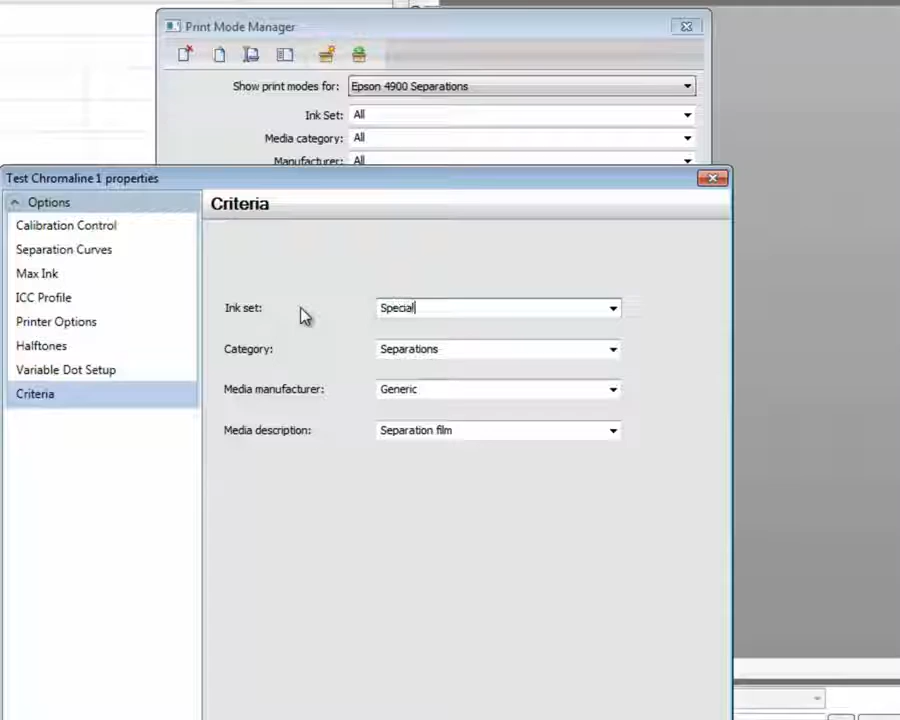 Print Mode Manager
Show print modes for: Epson 4900 Separations
Ink Set: All
Media category: All
Manufacturer: All
Test Chromaline 1 properties
Options
Calibration Control
Separation Curves
Max Ink
ICC Profile
Printer Options
Halftones
Variable Dot Setup
Criteria
Criteria
Ink set: Special
Category: Separations
Media manufacturer: Generic
Media description: Separation film